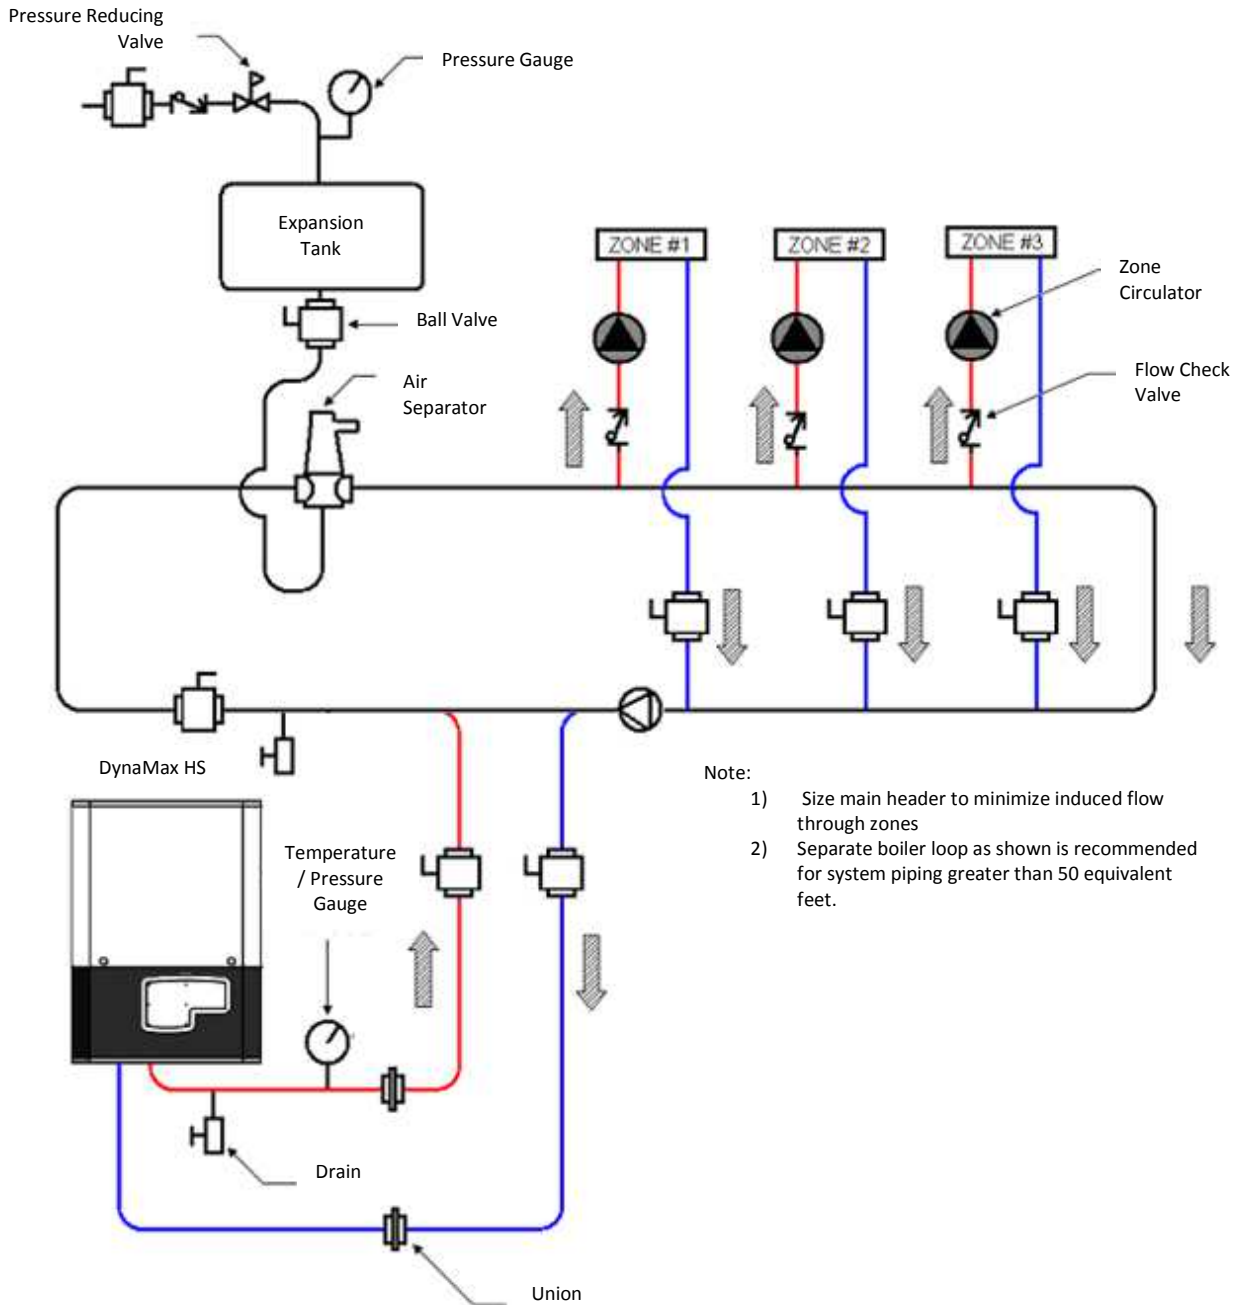 Pressure Reducing
Valve
Pressure Gauge
Expansion
Tank
ZONE #1
ZONE #2
ZONE #3
Zone
Circulator
Ball Valve
Air
Separator
Flow Check
Valve
DynaMax HS
Note:
1) Size main header to minimize induced flow
through zones
2) Separate boiler loop as shown is recommended
for system piping greater than 50 equivalent
feet.
Temperature
/ Pressure
Gauge
Drain
Union